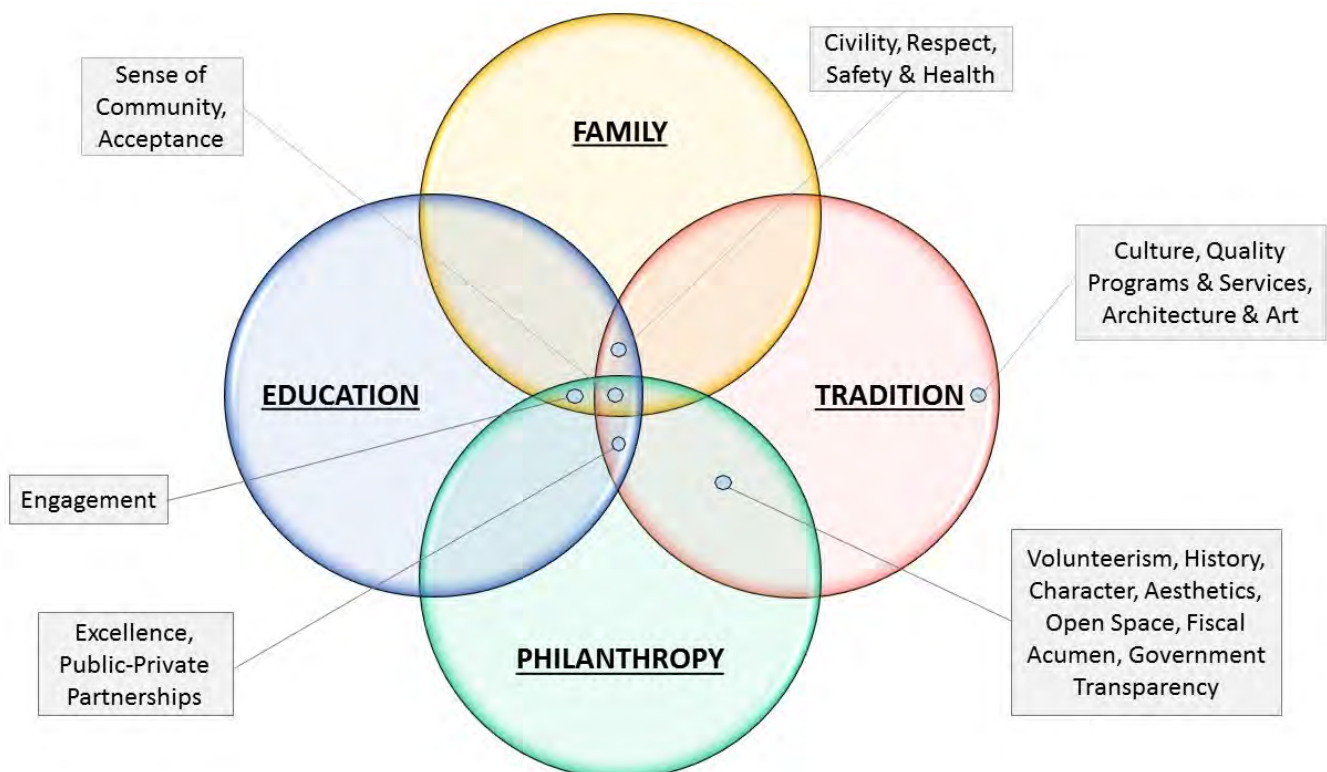 Sense of
Community,
Acceptance
Civility, Respect,
Safety & Health
FAMILY
Culture, Quality
Programs & Services,
Architecture & Art
EDUCATION
TRADITION
Engagement
Excellence,
Public-Private
Partnerships
PHILANTHROPY
Volunteerism, History,
Character, Aesthetics,
Open Space, Fiscal
Acumen, Government
Transparency